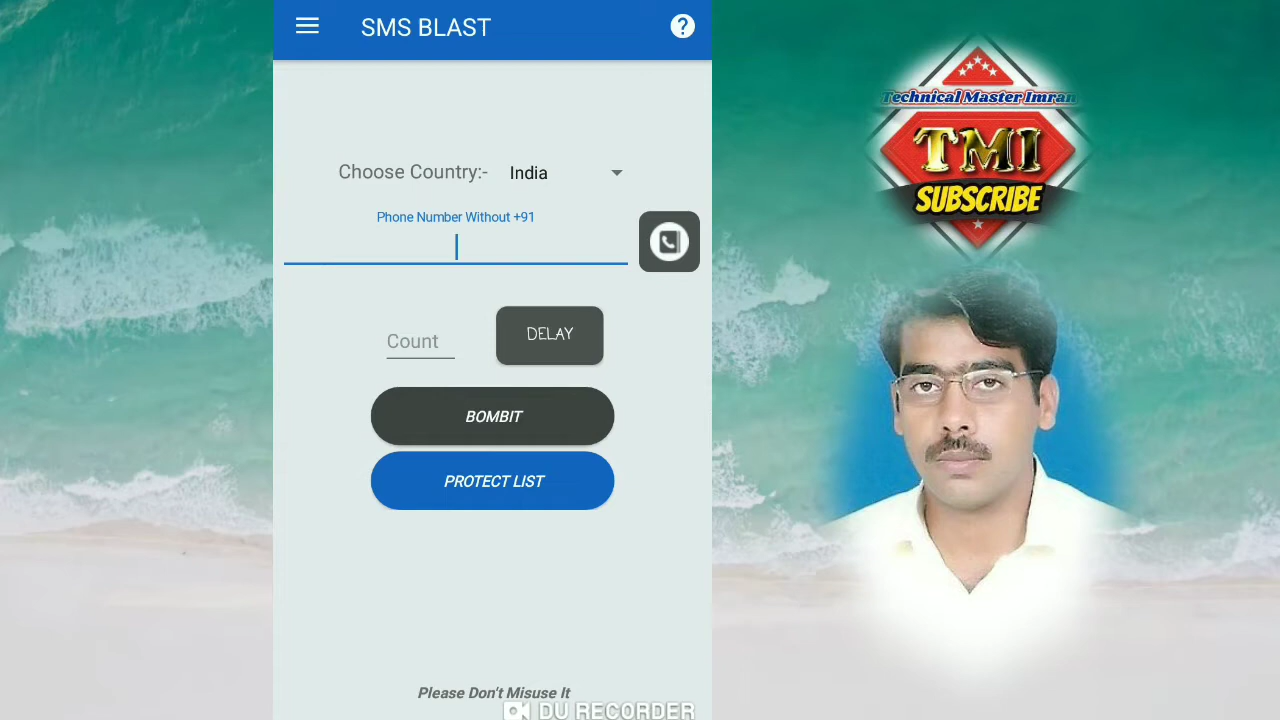 SMS BLAST
?
Choose Country:- India
Phone Number Without +91
Count
DELAY
BOMBIT
PROTECT LIST
Please Don't Misuse It
DU RECORDER
Technical Master Imran
TMI
SUBSCRIBE